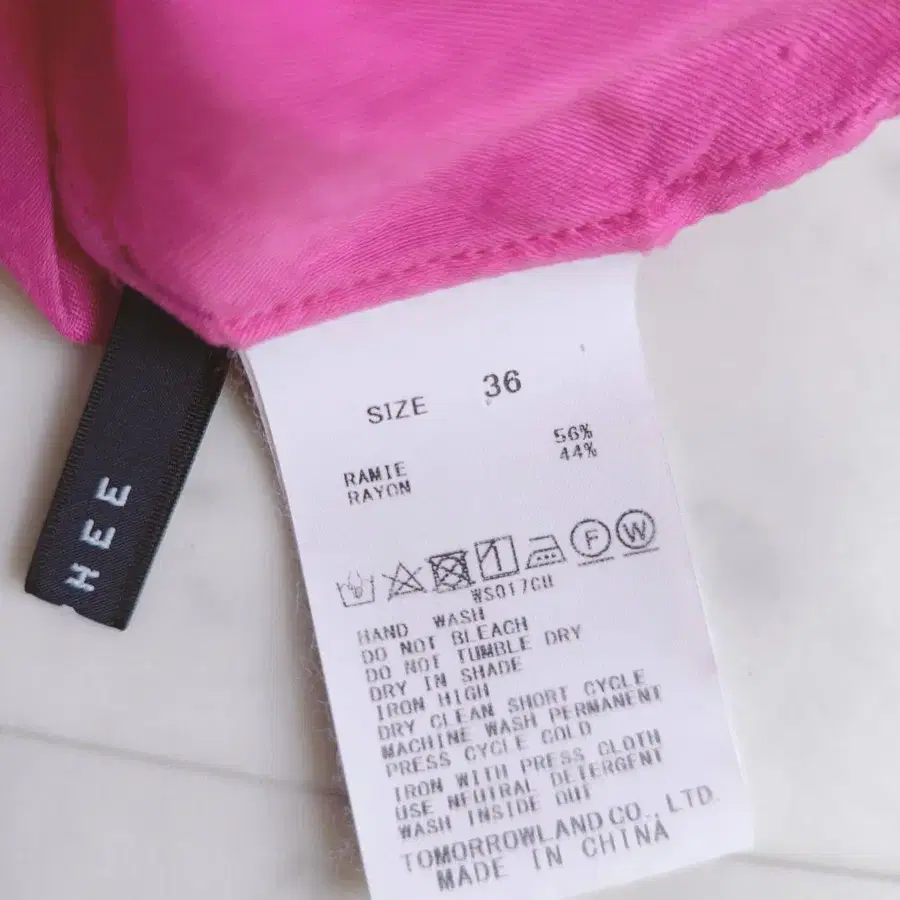 SIZE 36
RAMIE 56%
RAYON 44%
F W
WS017CH
HAND WASH
DO NOT BLEACH
DO NOT TUMBLE DRY
DRY IN SHADE
IRON HIGH
DRY CLEAN SHORT CYCLE
MACHINE WASH PERMANENT
PRESS CYCLE COLD
IRON WITH PRESS CLOTH
USE NEUTRAL DETERGENT
WASH INSIDE OUT
TOMORROWLAND CO., LTD.
MADE IN CHINA
HEE